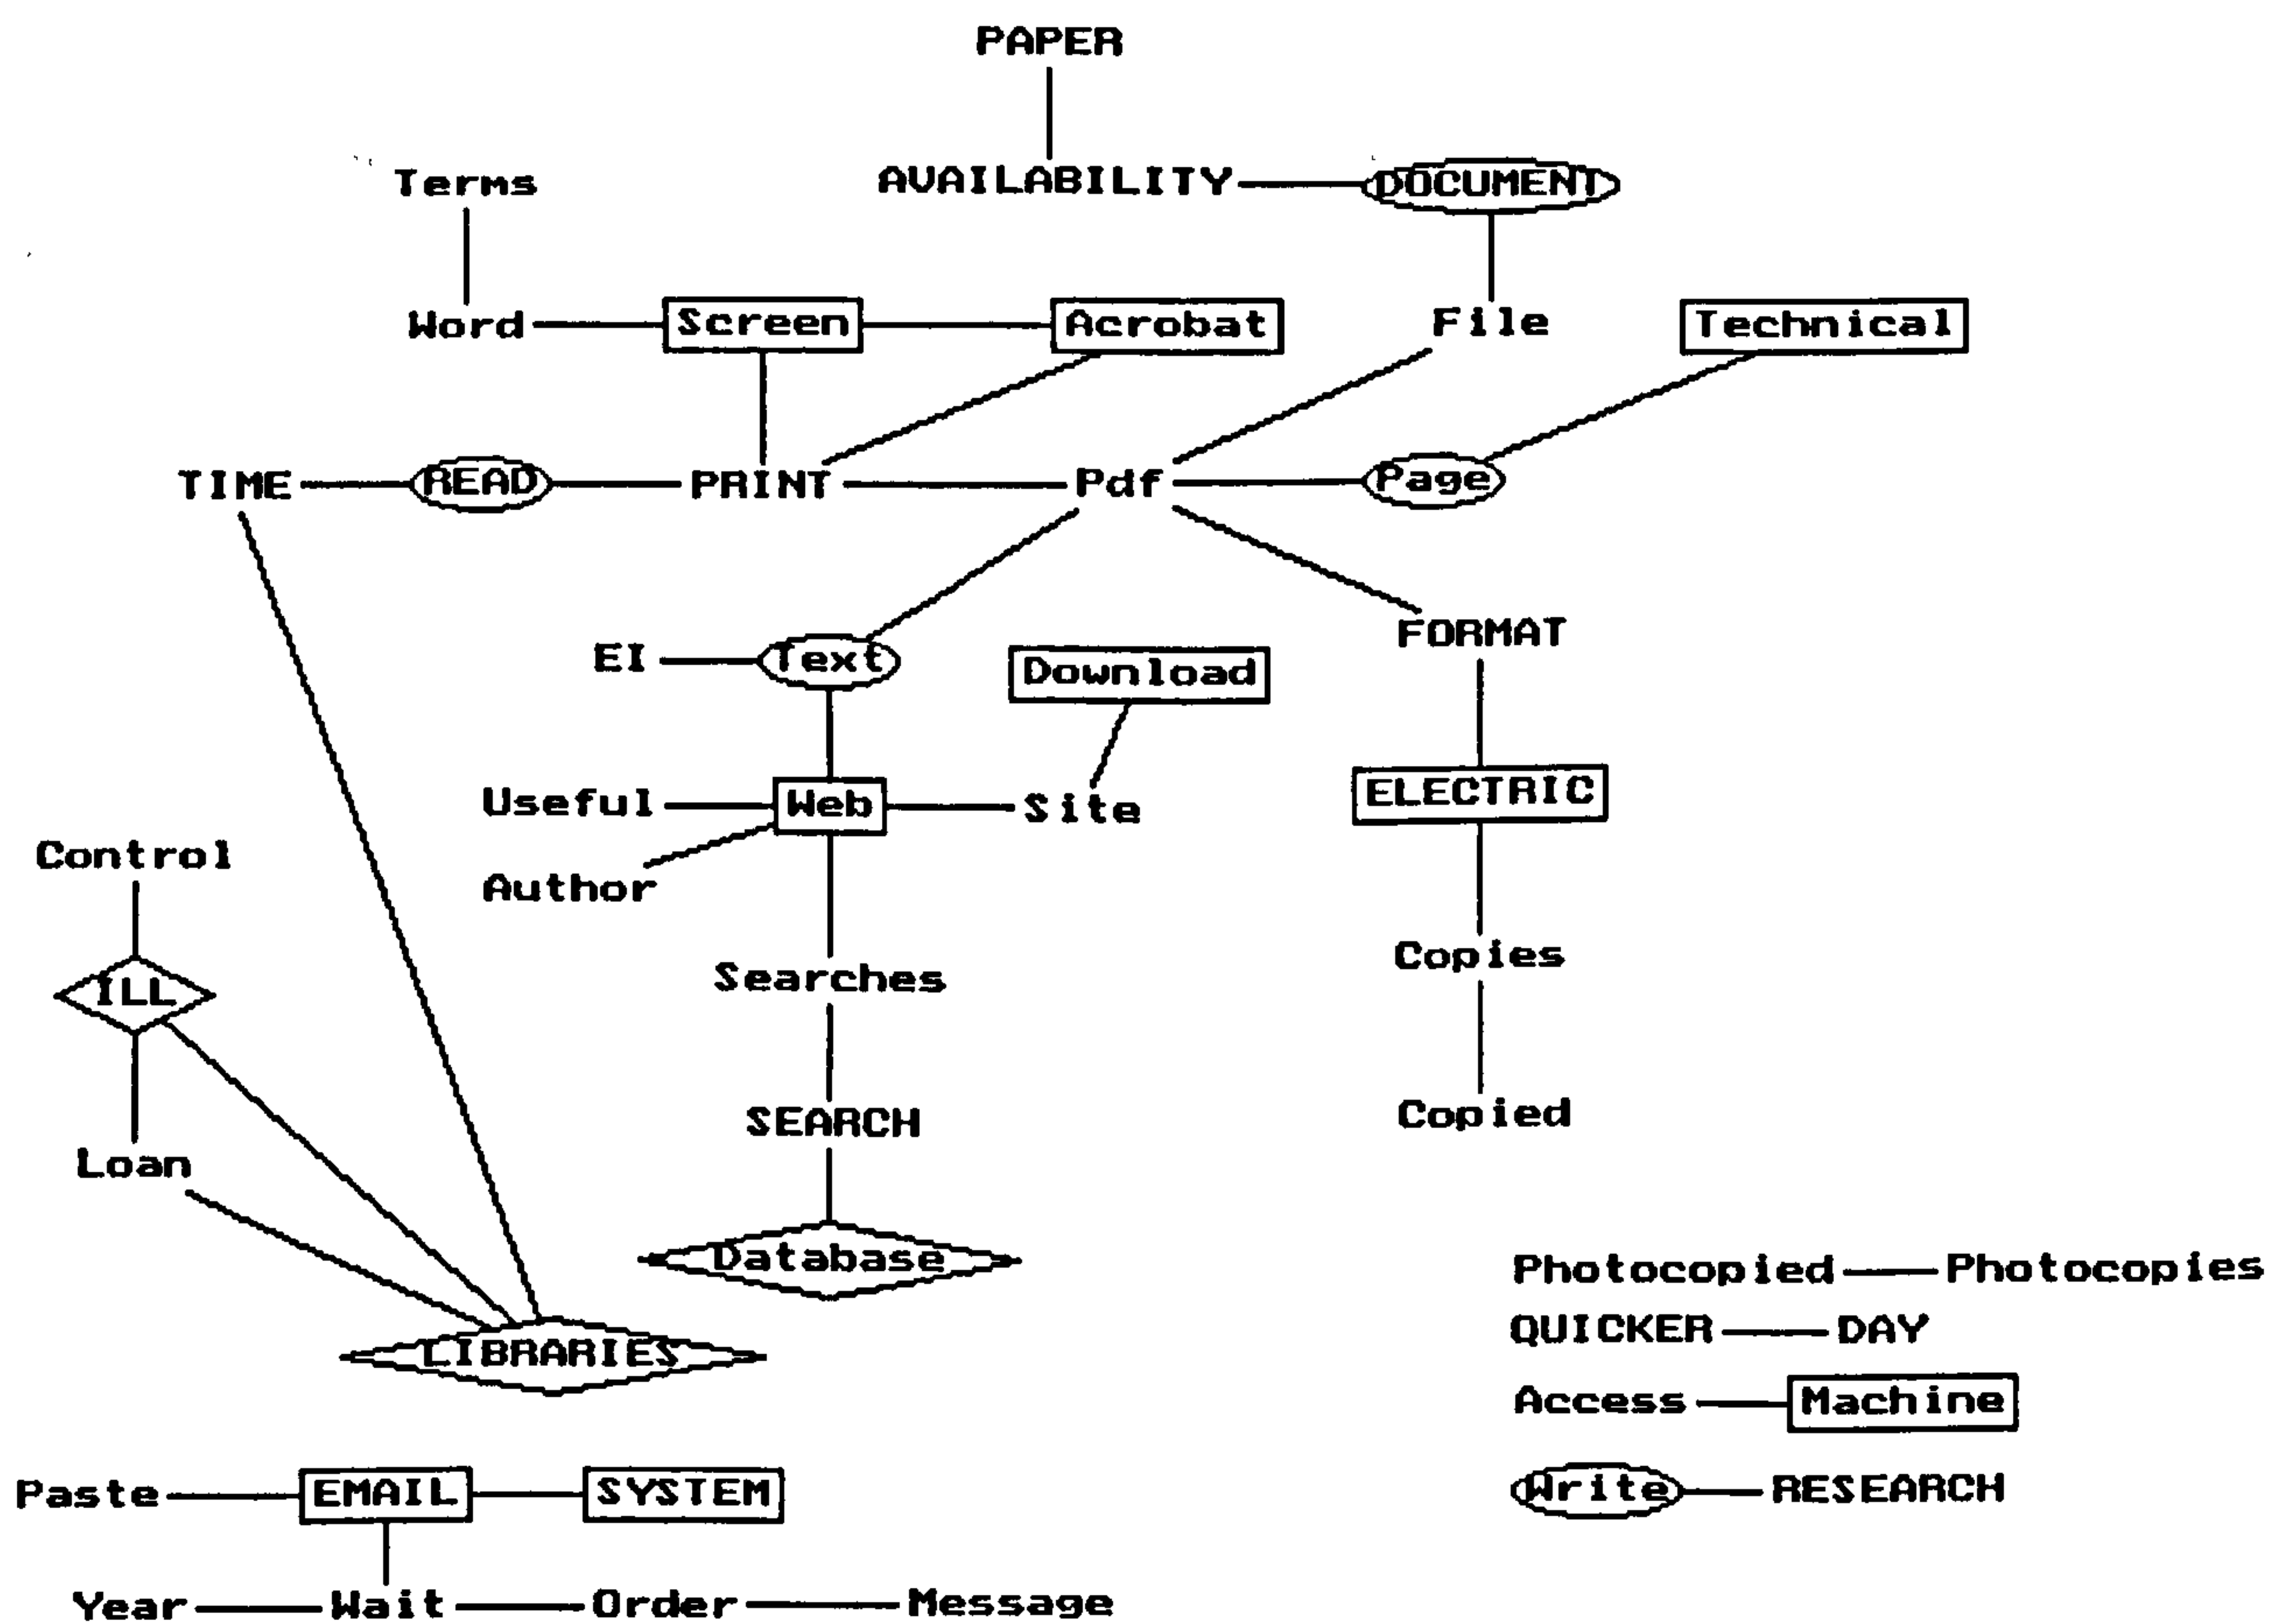 PAPER
Terms
AVAILABILITY DOCUMENT
Word Screen Acrobat File Technical
TIME READ PRINT Pdf Page
FORMAT
EI Text Download
ELECTRIC
Useful Web Site
Control
Author
Copies
Searches
ILL
Copied
SEARCH
Loan
Database
Photocopied Photocopies
QUICKER DAY
LIBRARIES
Access Machine
Paste EMAIL SYSTEM
Write RESEARCH
Year Wait Order Message